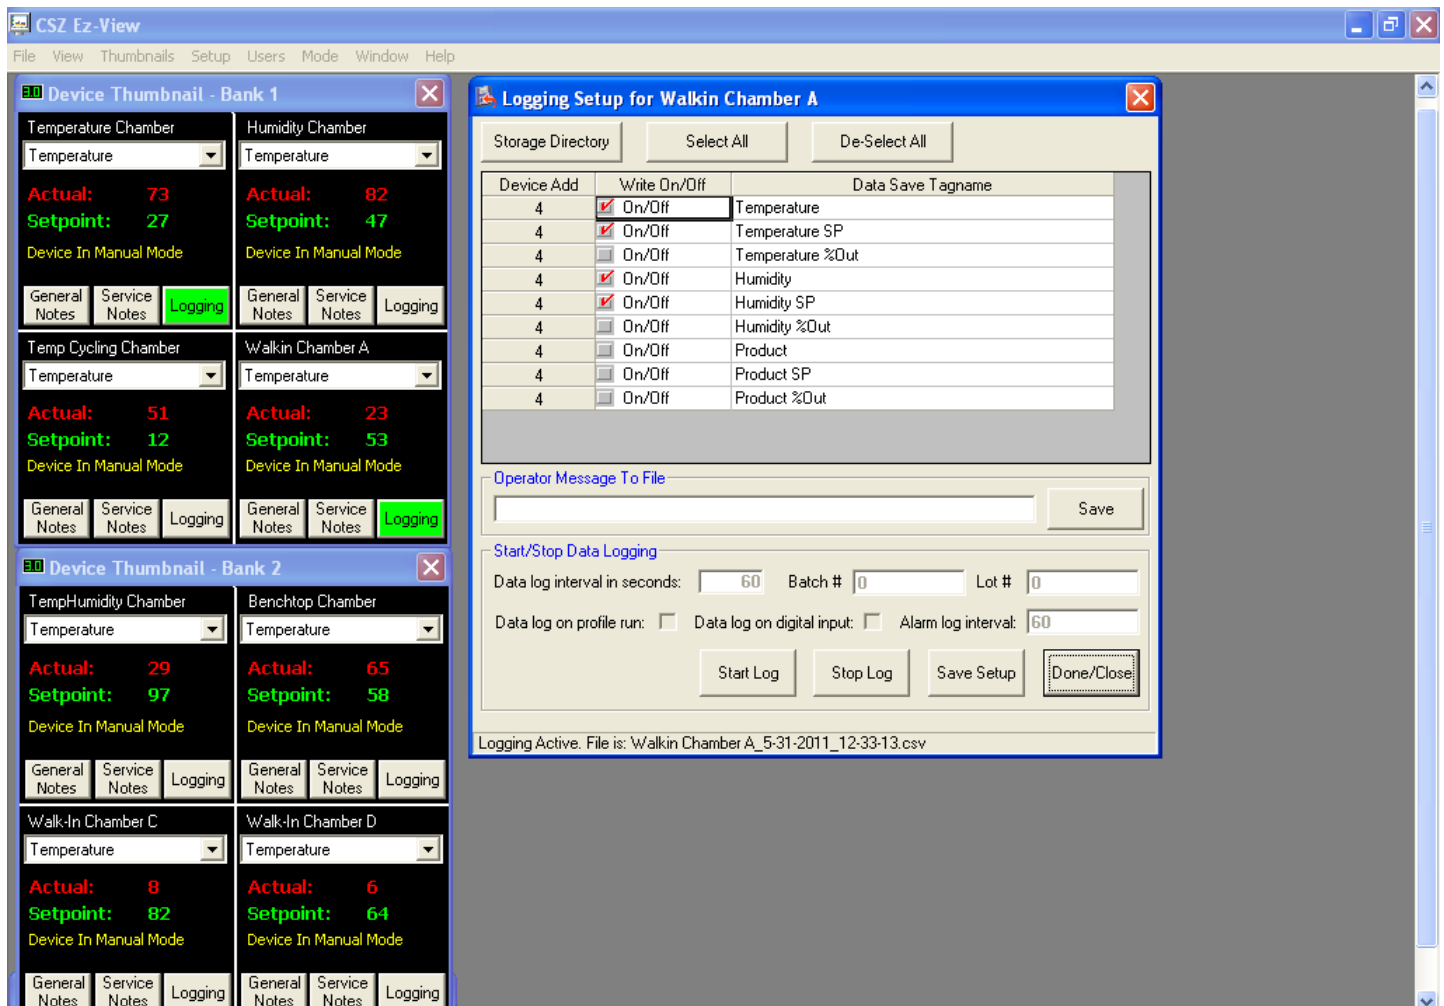 CSZ Ez-View
File View Thumbnails Setup Users Mode Window Help
3.0 Device Thumbnail - Bank 1
Temperature Chamber
Temperature
Actual: 73
Setpoint: 27
Device In Manual Mode
General Notes
Service Notes
Logging
Humidity Chamber
Temperature
Actual: 82
Setpoint: 47
Device In Manual Mode
General Notes
Service Notes
Logging
Temp Cycling Chamber
Temperature
Actual: 51
Setpoint: 12
Device In Manual Mode
General Notes
Service Notes
Logging
Walkin Chamber A
Temperature
Actual: 23
Setpoint: 53
Device In Manual Mode
General Notes
Service Notes
Logging
3.0 Device Thumbnail - Bank 2
TempHumidity Chamber
Temperature
Actual: 29
Setpoint: 97
Device In Manual Mode
General Notes
Service Notes
Logging
Benchtop Chamber
Temperature
Actual: 65
Setpoint: 58
Device In Manual Mode
General Notes
Service Notes
Logging
Walk-In Chamber C
Temperature
Actual: 8
Setpoint: 82
Device In Manual Mode
General Notes
Service Notes
Logging
Walk-In Chamber D
Temperature
Actual: 6
Setpoint: 64
Device In Manual Mode
General Notes
Service Notes
Logging
Logging Setup for Walkin Chamber A
Storage Directory Select All De-Select All
Device Add Write On/Off Data Save Tagname
4 On/Off Temperature
4 On/Off Temperature SP
4 On/Off Temperature %Out
4 On/Off Humidity
4 On/Off Humidity SP
4 On/Off Humidity %Out
4 On/Off Product
4 On/Off Product SP
4 On/Off Product %Out
Operator Message To File
Save
Start/Stop Data Logging
Data log interval in seconds: 60 Batch # 0 Lot # 0
Data log on profile run: Data log on digital input: Alarm log interval: 60
Start Log Stop Log Save Setup Done/Close
Logging Active. File is: Walkin Chamber A_5-31-2011_12-33-13.csv